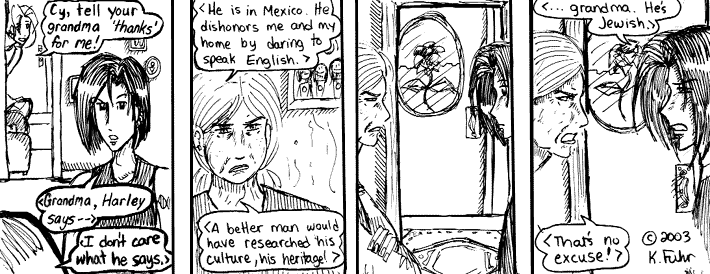 Cy, tell your
grandma 'thanks'
for me!
<Grandma, Harley
says -->
<I don't care
what he says.>
<He is in Mexico. He
dishonors me and my
home by daring to
speak English.>
<A better man would
have researched his
culture, his heritage!>
<... grandma. He's
Jewish.>
<That's no
excuse!>
© 2003
K. Fuhr